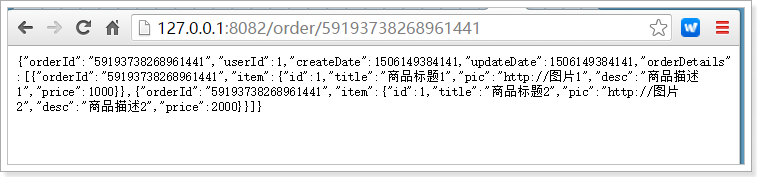 127.0.0.1:8082/order/59193738268961441
{"orderId":"59193738268961441","userId":1,"createDate":1506149384141,"updateDate":1506149384141,"orderDetails"
:[{"orderId":"59193738268961441","item":{"id":1,"title":"商品标题1","pic":"http://图片1","desc":"商品描述
1","price":1000}},{"orderId":"59193738268961441","item":{"id":1,"title":"商品标题2","pic":"http://图片
2","desc":"商品描述2","price":2000}}]}